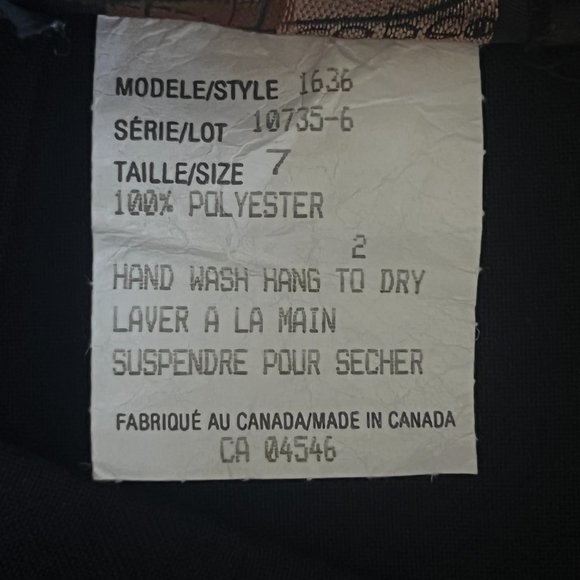 MODELE/STYLE 1636
SÉRIE/LOT 10735-6
TAILLE/SIZE 7
100% POLYESTER
2
HAND WASH HANG TO DRY
LAVER A LA MAIN
SUSPENDRE POUR SECHER
FABRIQUÉ AU CANADA/MADE IN CANADA
CA 04546